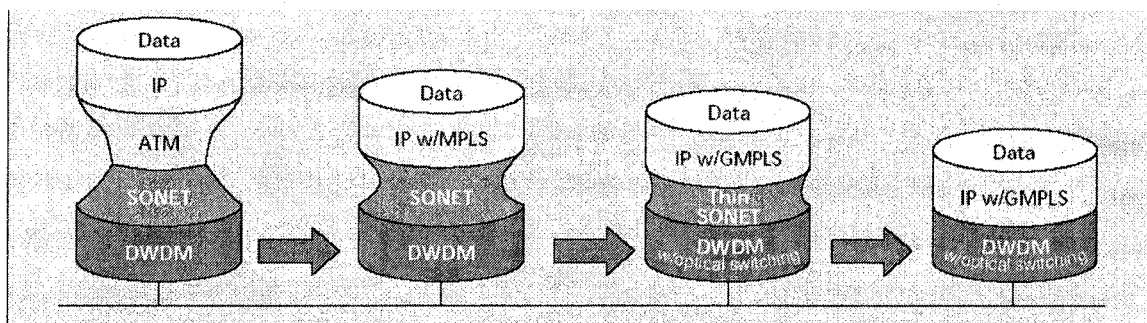 Data
IP
ATM
SONET
DWDM
Data
IP w/MPLS
SONET
DWDM
Data
IP w/GMPLS
Thin
SONET
DWDM
w/optical switching
Data
IP w/GMPLS
DWDM
w/optical switching